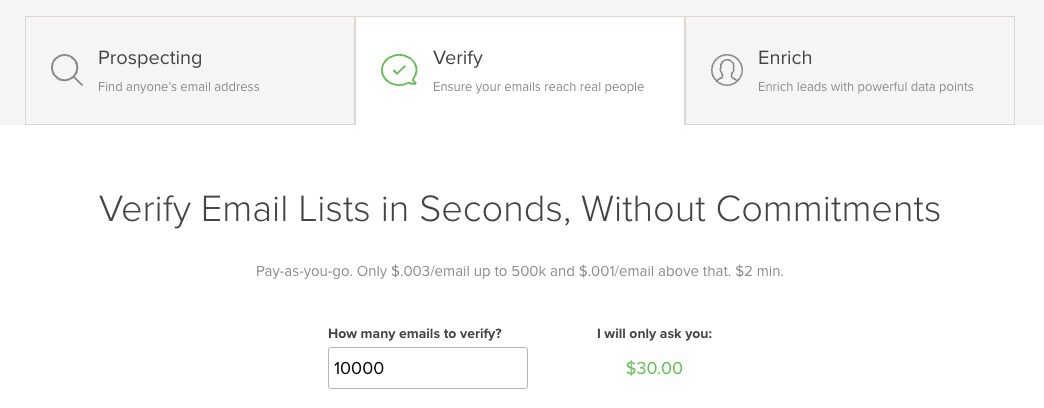 Prospecting
Find anyone's email address
Verify
Ensure your emails reach real people
Enrich
Enrich leads with powerful data points
Verify Email Lists in Seconds, Without Commitments
Pay-as-you-go. Only $.003/email up to 500k and $.001/email above that. $2 min.
How many emails to verify?
I will only ask you:
10000
$30.00